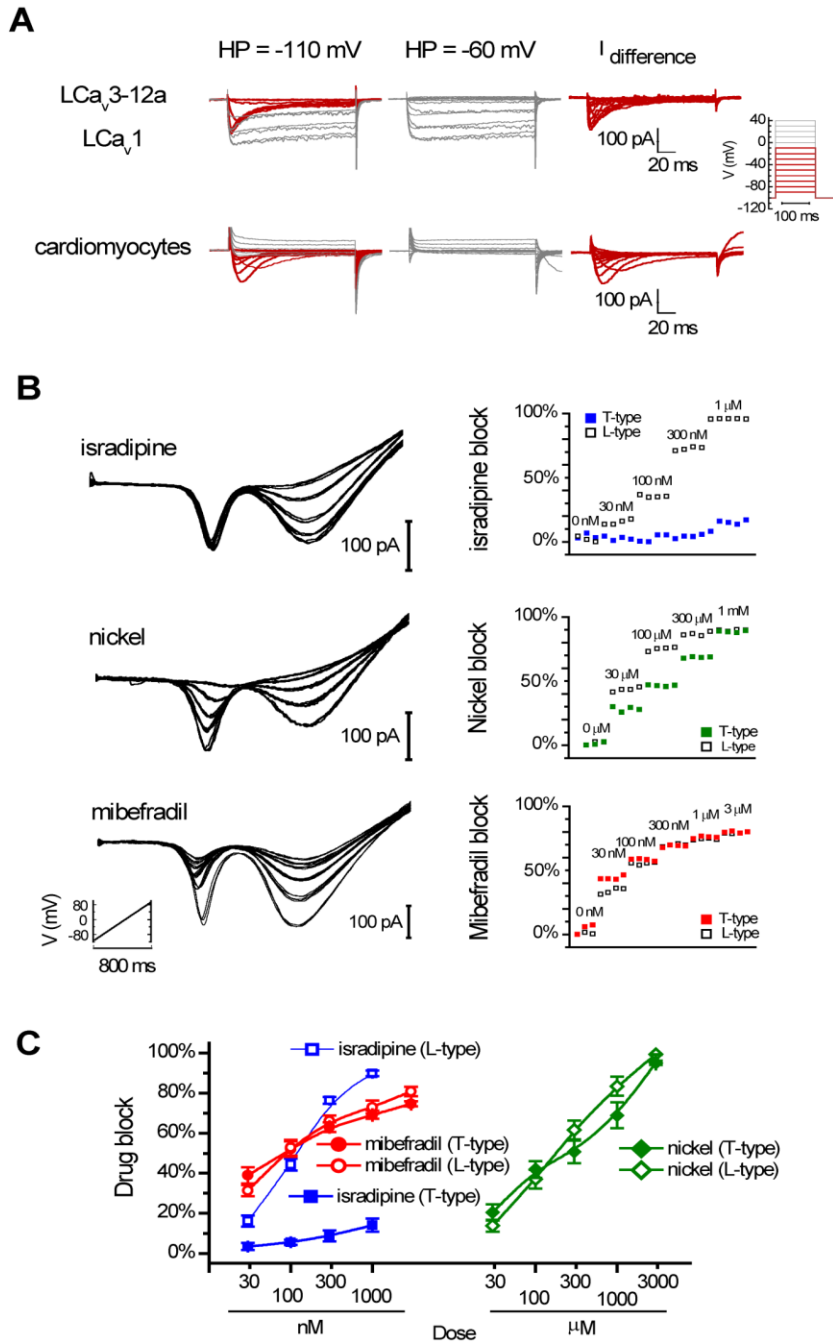 A
HP = -110 mV
HP = -60 mV
I difference
LCav3-12a
LCav1
100 pA
20 ms
V (mV)
40
0
-40
-80
-120
100 ms
cardiomyocytes
100 pA
20 ms
B
isradipine
100 pA
isradipine block
100%
50%
0%
T-type
L-type
0 nM
30 nM
100 nM
300 nM
1 μM
nickel
100 pA
Nickel block
100%
50%
0%
0 μM
30 μM
100 μM
300 μM
1 mM
T-type
L-type
mibefradil
100 pA
V (mV)
80
0
-80
800 ms
Mibefradil block
100%
50%
0%
0 nM
30 nM
100 nM
300 nM
1 μM
3 μM
T-type
L-type
C
Drug block
100%
80%
60%
40%
20%
0%
isradipine (L-type)
mibefradil (T-type)
mibefradil (L-type)
isradipine (T-type)
nickel (T-type)
nickel (L-type)
30
100
300
1000
nM
Dose
30
100
300
1000
3000
μM